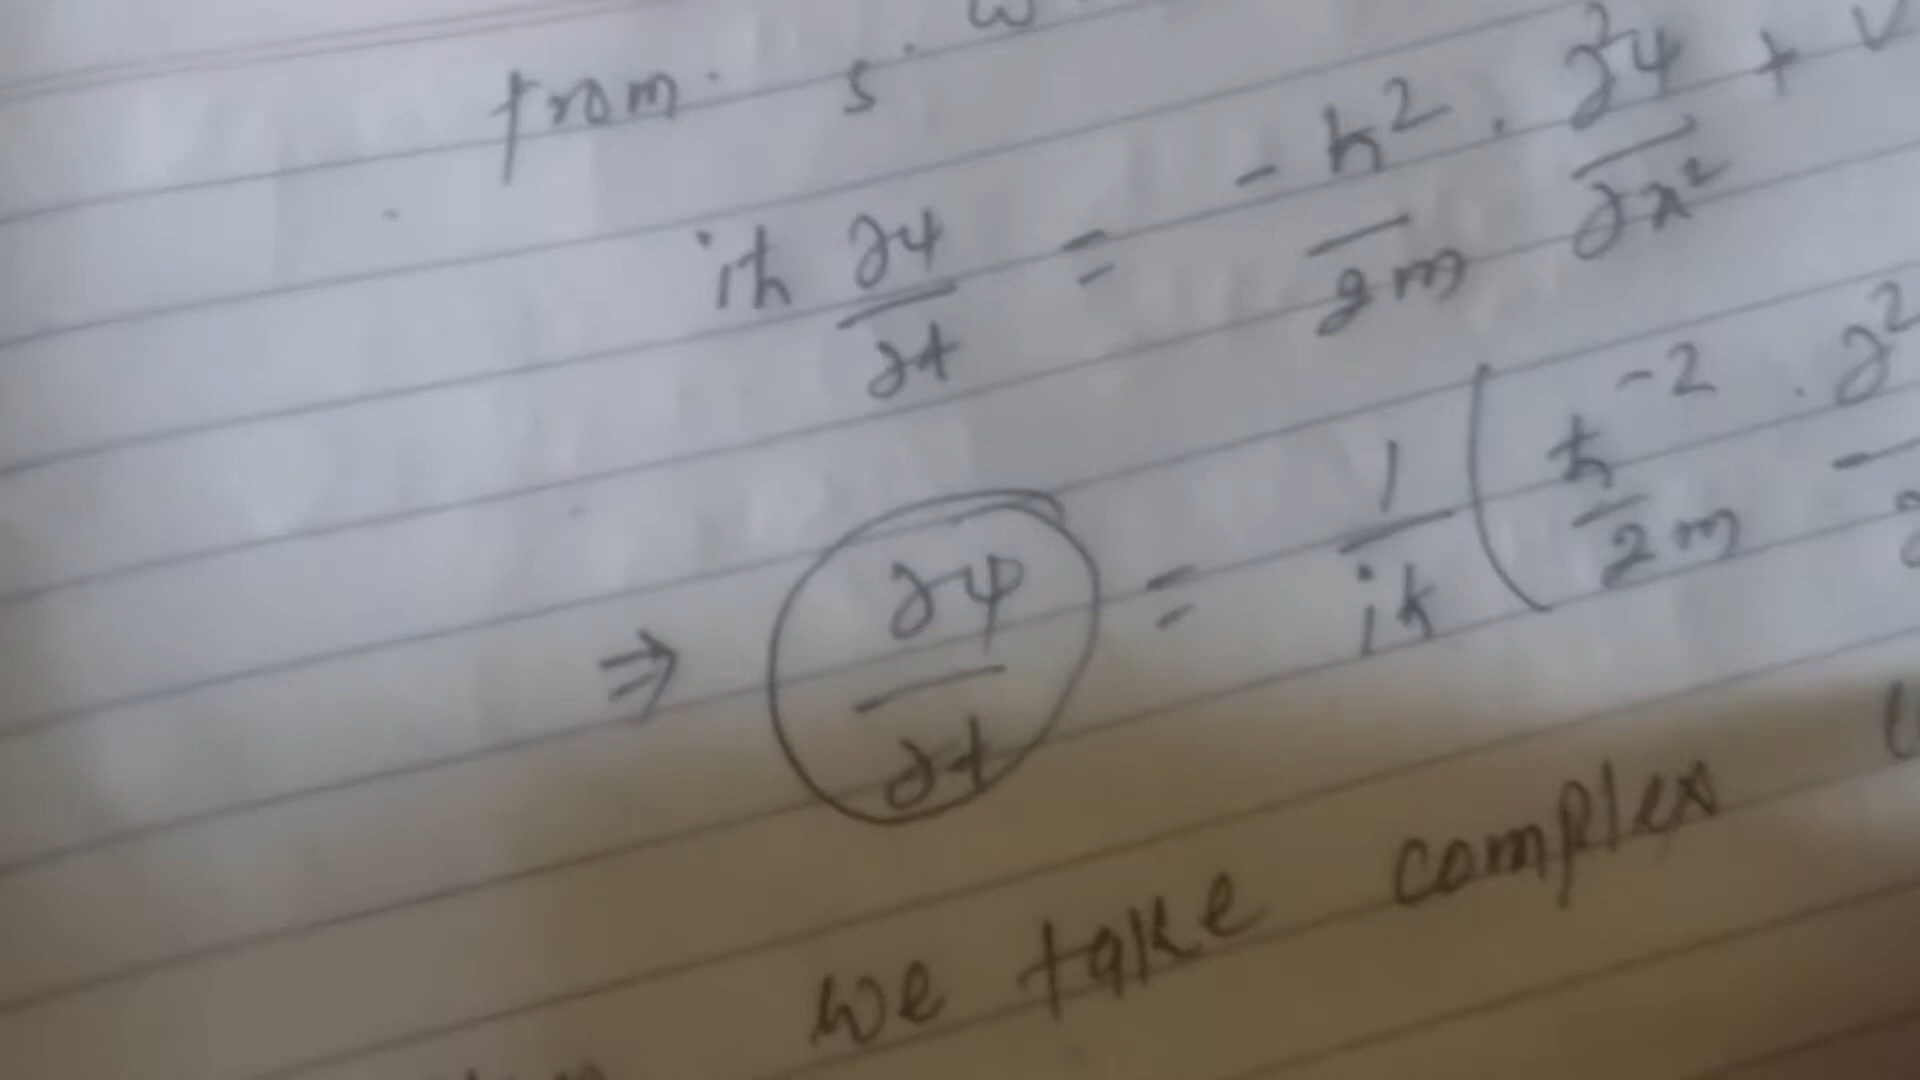 from. S.
iħ ∂ψ/∂t = -ħ²/2m . ∂²ψ/∂x² + V
⇒ ∂ψ/∂t = 1/iħ ( ħ⁻²/2m . ∂²
we take complex